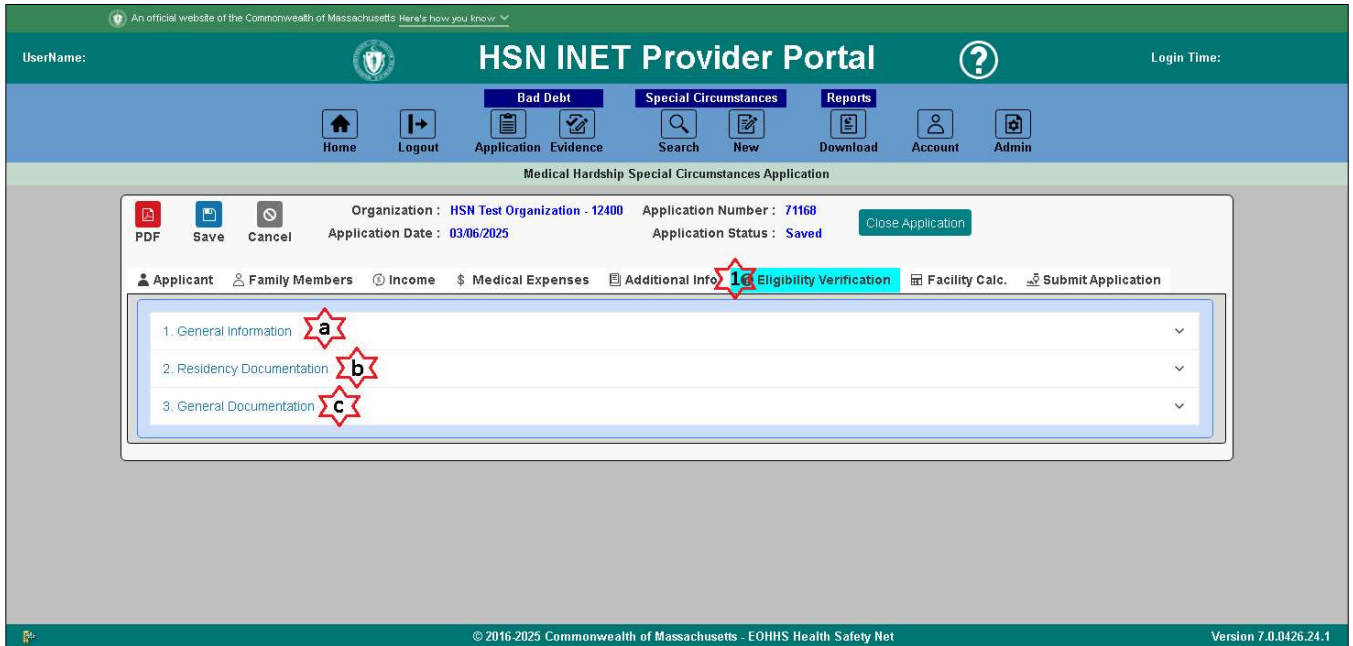 An official website of the Commonwealth of Massachusetts Here's how you know
UserName:
HSN INET Provider Portal
?
Login Time:
Bad Debt
Special Circumstances
Reports
Home
Logout
Application
Evidence
Search
New
Download
Account
Admin
Medical Hardship Special Circumstances Application
PDF
Save
Cancel
Organization : HSN Test Organization - 12400
Application Number : 71168
Application Date : 03/06/2025
Application Status : Saved
Close Application
Applicant
Family Members
Income
$ Medical Expenses
Additional Info
1
Eligibility Verification
Facility Calc.
Submit Application
1. General Information a
2. Residency Documentation b
3. General Documentation c
© 2016-2025 Commonwealth of Massachusetts - EOHHS Health Safety Net
Version 7.0.0426.24.1